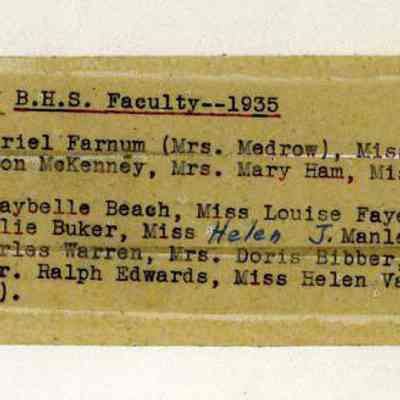 B.H.S. Faculty--1935
riel Farnum (Mrs. Medrow), Mis
on McKenney, Mrs. Mary Ham, Mi
aybelle Beach, Miss Louise Faye
lie Buker, Miss Helen J. Manle
rles Warren, Mrs. Doris Bibber,
r. Ralph Edwards, Miss Helen Va
).